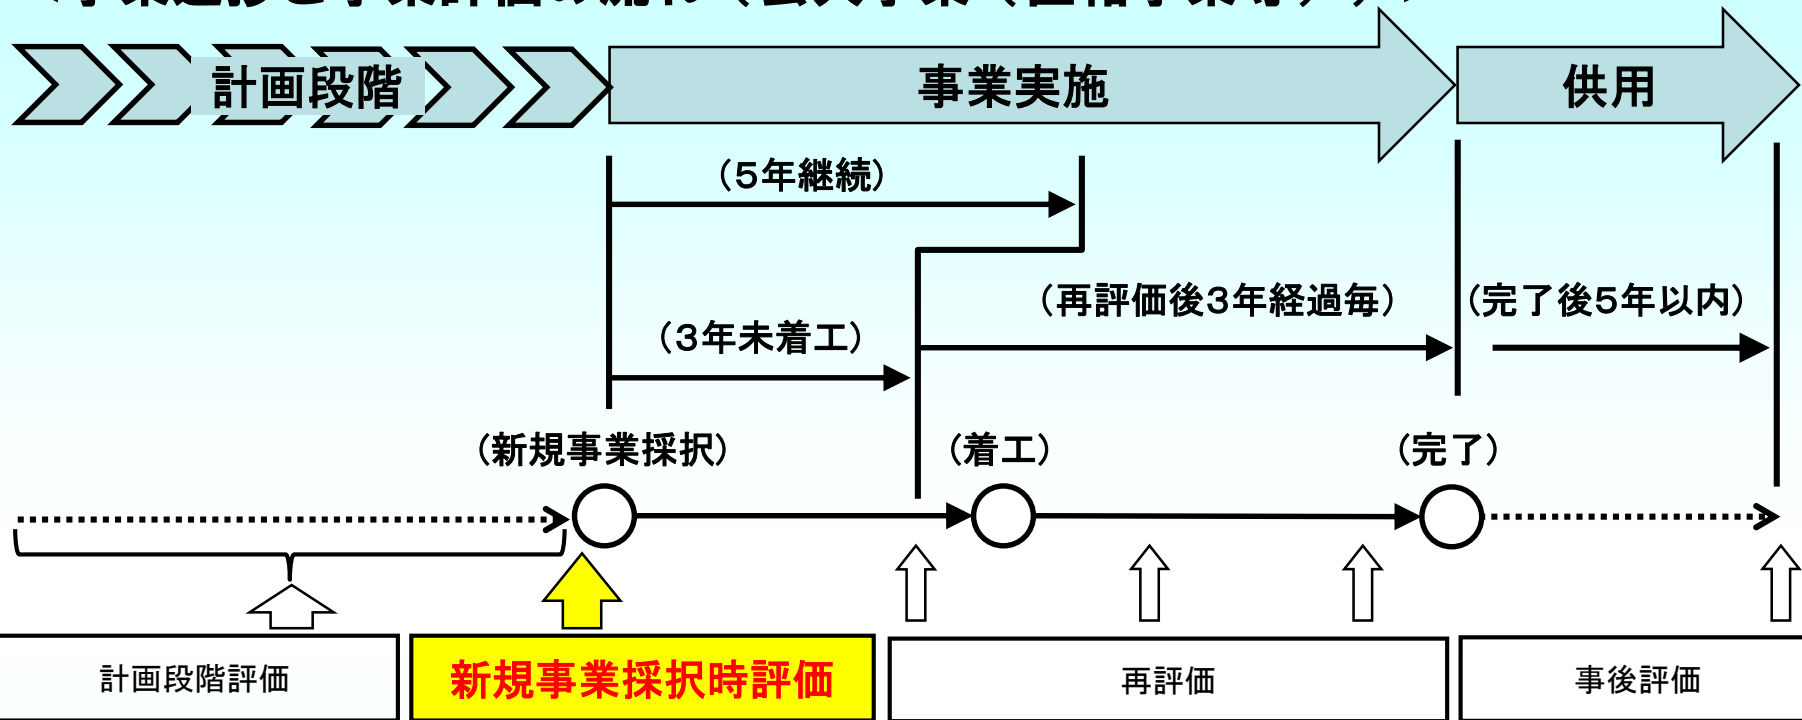 計画段階
事業実施
供用
（５年継続）
（再評価後３年経過毎）
（完了後５年以内）
（３年未着工）
（新規事業採択）
（着工）
（完了）
計画段階評価
新規事業採択時評価
再評価
事後評価